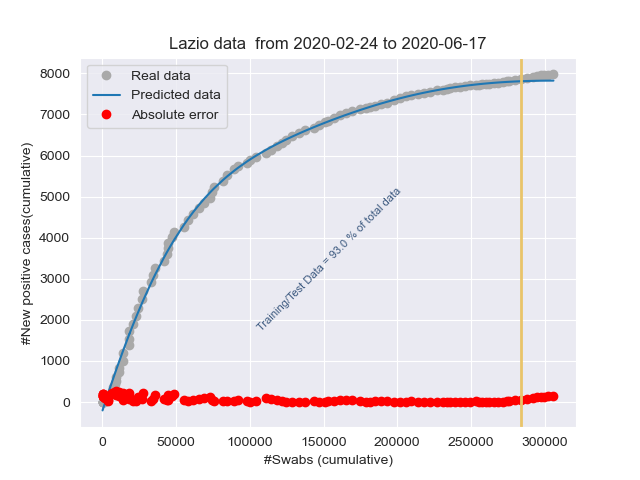 Lazio data from 2020-02-24 to 2020-06-17
Real data
Predicted data
Absolute error
#New positive cases(cumulative)
8000
7000
6000
5000
4000
3000
2000
1000
0
Training/Test Data = 93.0 % of total data
0 50000 100000 150000 200000 250000 300000
#Swabs (cumulative)